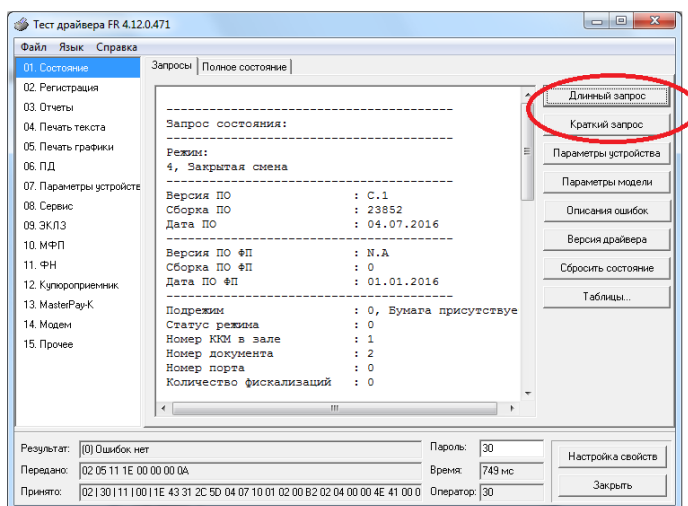 Тест драйвера FR 4.12.0.471
Файл Язык Справка
01. Состояние
02. Регистрация
03. Отчеты
04. Печать текста
05. Печать графики
06. ПД
07. Параметры устройств
08. Сервис
09. ЭКЛЗ
10. МФП
11. ФН
12. Купюроприемник
13. MasterPay-K
14. Модем
15. Прочее
Запросы Полное состояние
Запрос состояния:
Режим:
4, Закрытая смена
Версия ПО : C.1
Сборка ПО : 23852
Дата ПО : 04.07.2016
Версия ПО ФП : N.A
Сборка ПО ФП : 0
Дата ПО ФП : 01.01.2016
Подрежим : 0, Бумага присутствуе
Статус режима : 0
Номер ККМ в зале : 1
Номер документа : 2
Номер порта : 0
Количество фискализаций : 0
Длинный запрос
Краткий запрос
Параметры устройства
Параметры модели
Описания ошибок
Версия драйвера
Сбросить состояние
Таблицы...
Результат: (0) Ошибок нет
Передано: 02 05 11 1E 00 00 00 0A
Принято: 02 | 30 | 11 | 00 | 1E 43 31 2C 5D 04 07 10 01 02 00 B2 02 04 00 00 4E 41 00 0
Пароль: 30
Время: 749 мс
Оператор: 30
Настройка свойств
Закрыть